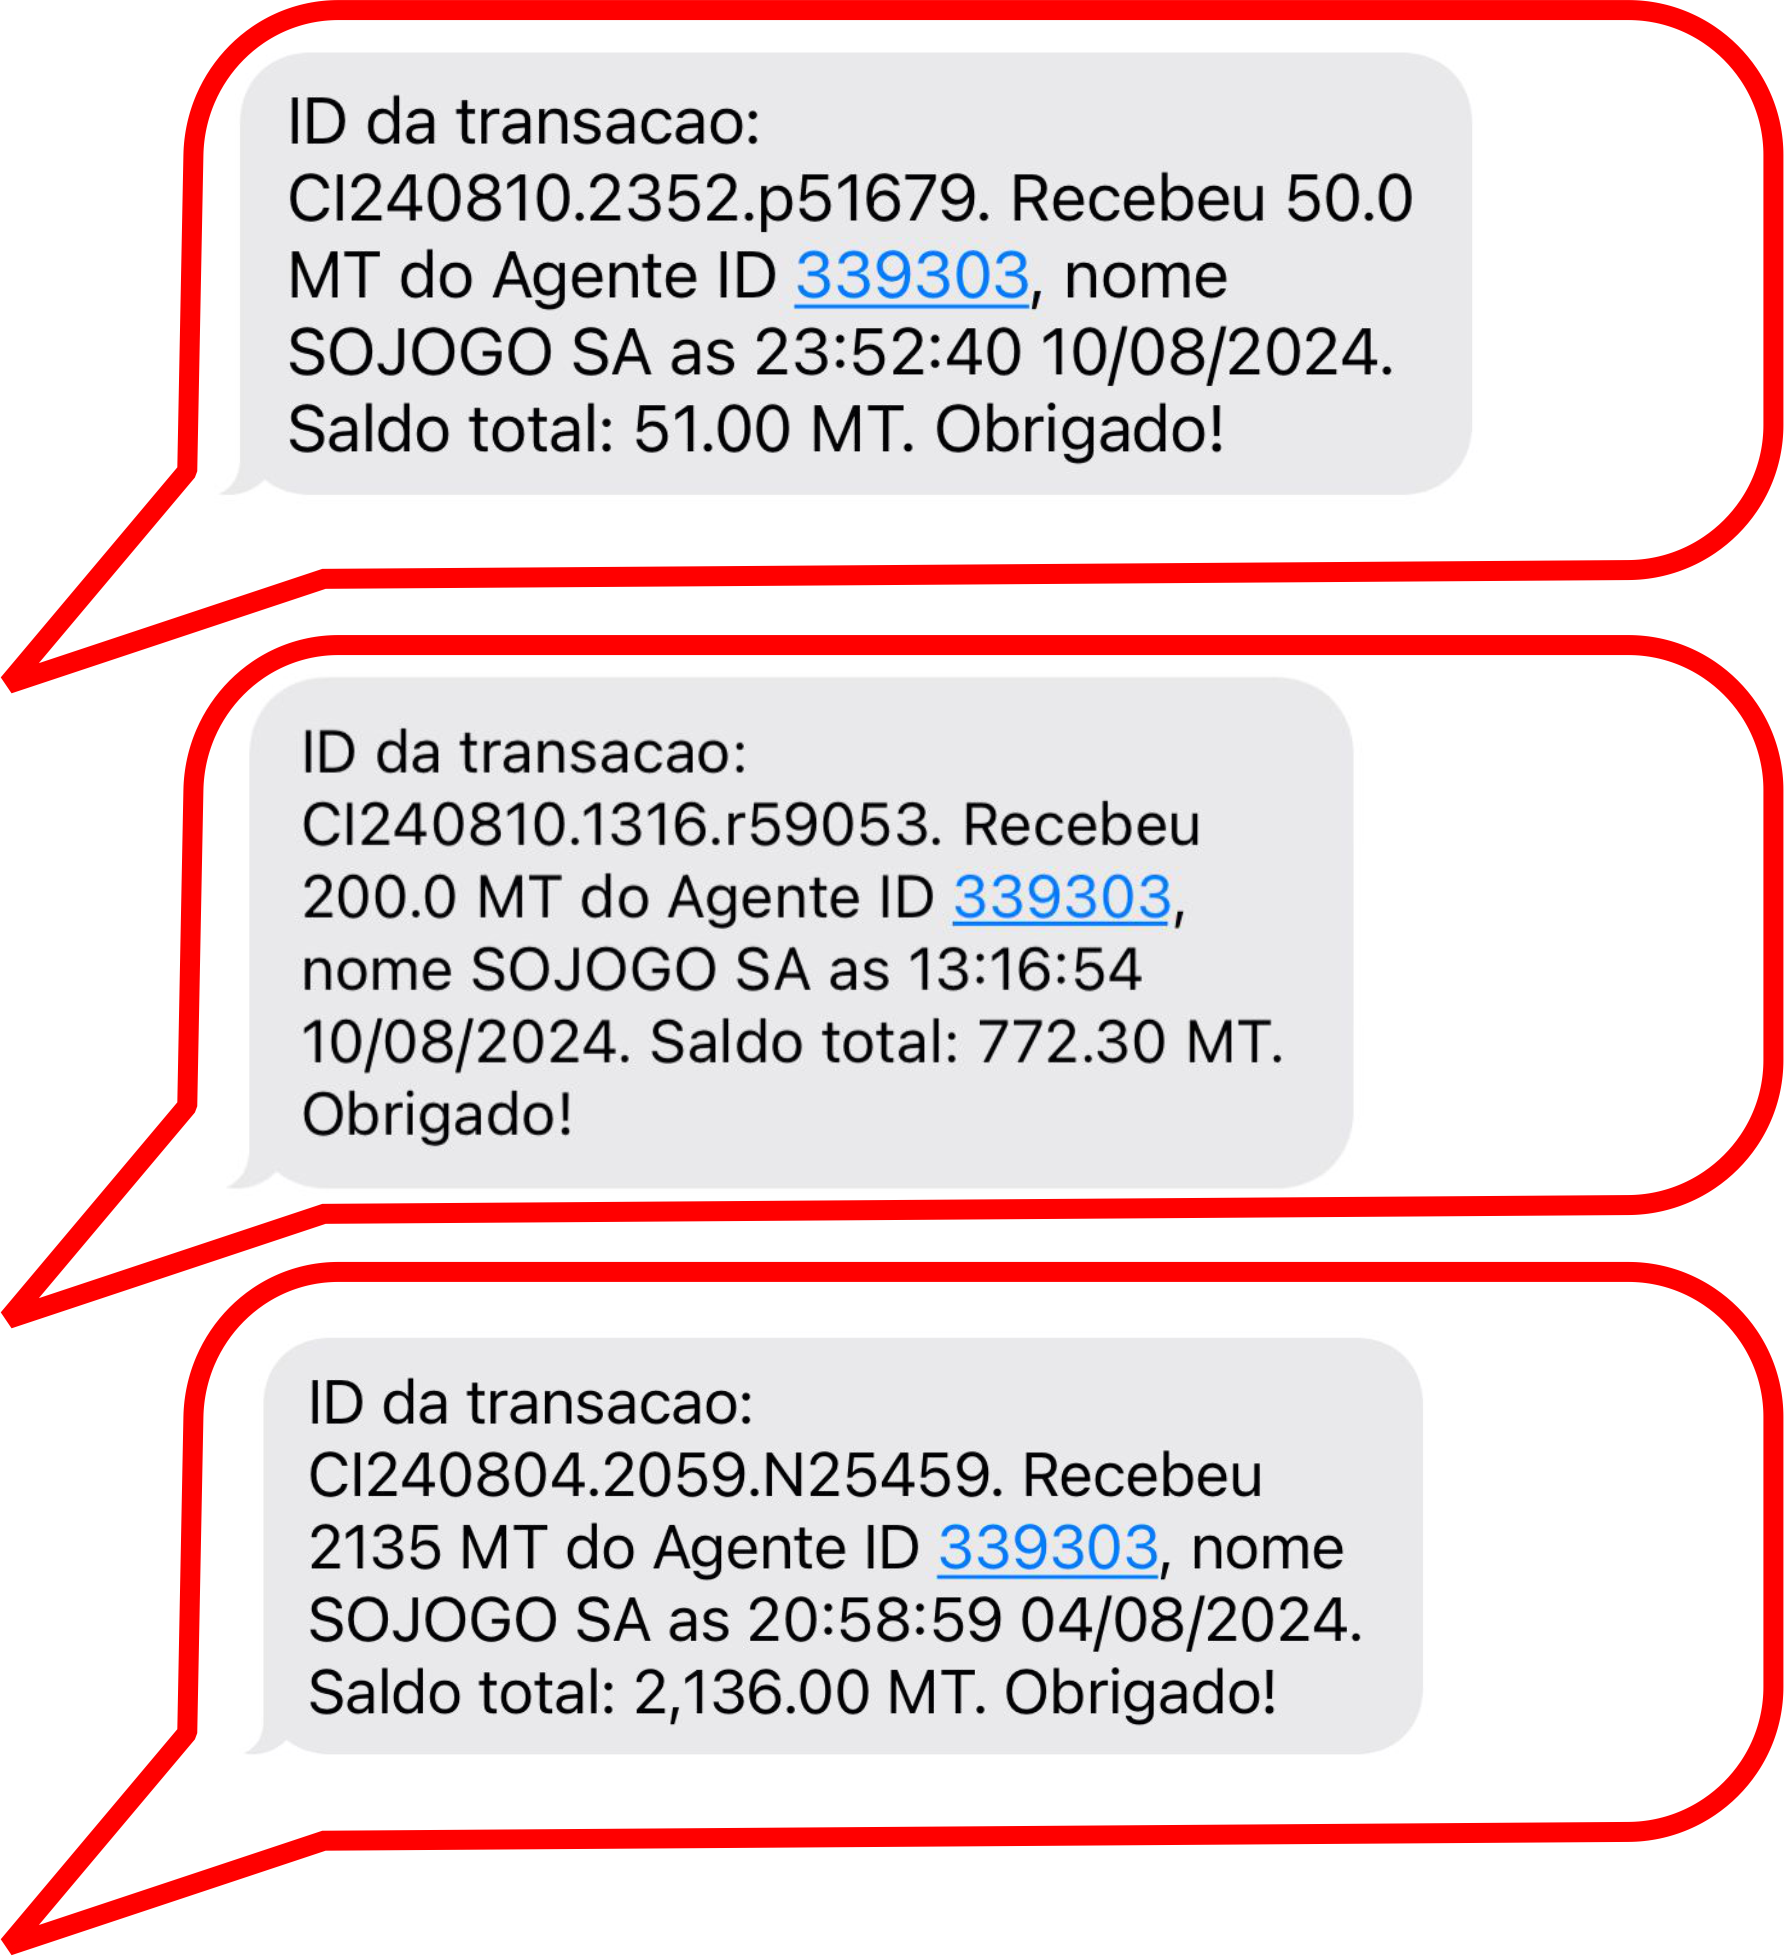 ID da transacao:
CI240810.2352.p51679. Recebeu 50.0
MT do Agente ID 339303, nome
SOJOGO SA as 23:52:40 10/08/2024.
Saldo total: 51.00 MT. Obrigado!
ID da transacao:
CI240810.1316.r59053. Recebeu
200.0 MT do Agente ID 339303,
nome SOJOGO SA as 13:16:54
10/08/2024. Saldo total: 772.30 MT.
Obrigado!
ID da transacao:
CI240804.2059.N25459. Recebeu
2135 MT do Agente ID 339303, nome
SOJOGO SA as 20:58:59 04/08/2024.
Saldo total: 2,136.00 MT. Obrigado!